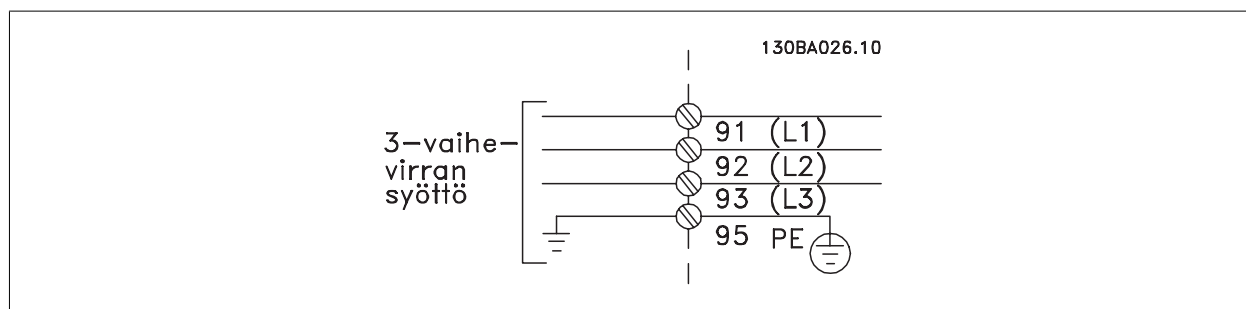 130BA026.10
3-vaihe-
virran
syöttö
91 (L1)
92 (L2)
93 (L3)
95 PE